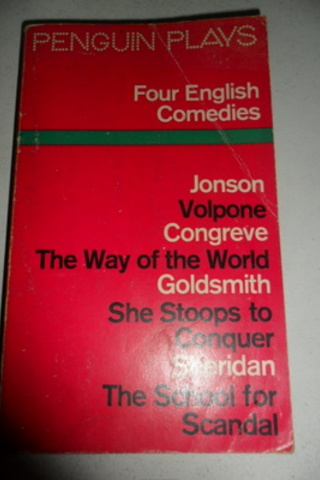 PENGUIN PLAYS
Four English
Comedies
Jonson
Volpone
Congreve
The Way of the World
Goldsmith
She Stoops to
Conquer
Sheridan
The School for
Scandal